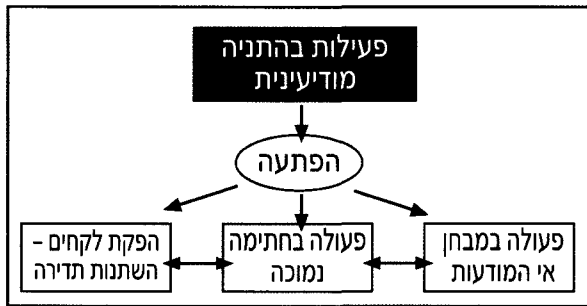 פעילות בהתניה
מודיעינית
הפתעה
פעולה במבחן
אי המודעות
פעולה בחתימה
נמוכה
הפקת לקחים –
השתנות תדירה